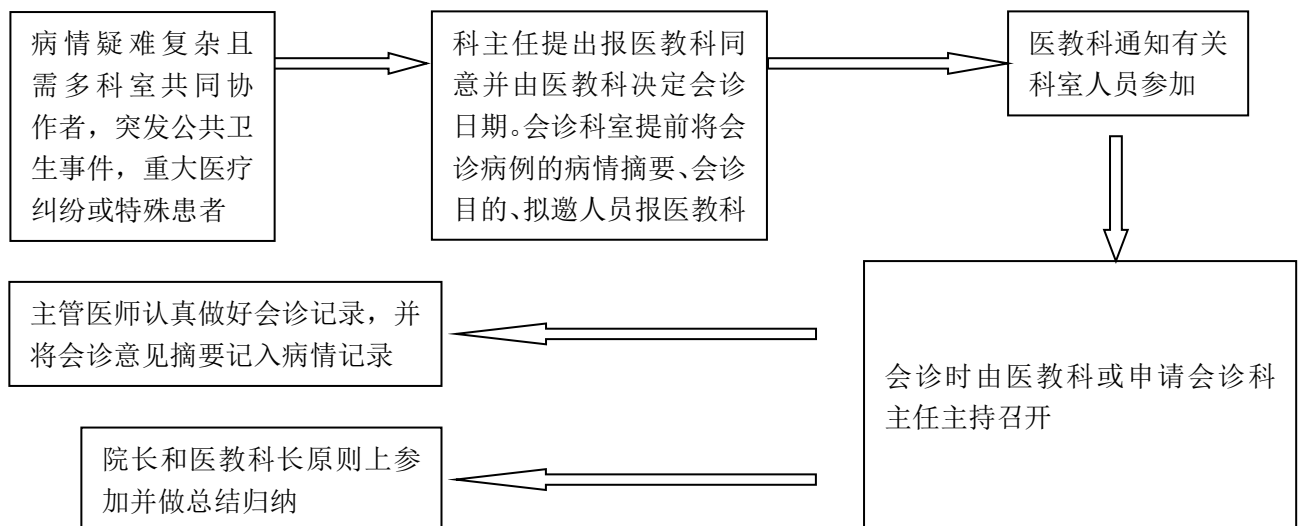 病情疑难复杂且
需多科室共同协
作者，突发公共卫
生事件，重大医疗
纠纷或特殊患者
科主任提出报医教科同
意并由医教科决定会诊
日期。会诊科室提前将会
诊病例的病情摘要、会诊
目的、拟邀人员报医教科
医教科通知有关
科室人员参加
会诊时由医教科或申请会诊科
主任主持召开
主管医师认真做好会诊记录，并
将会诊意见摘要记入病情记录
院长和医教科长原则上参
加并做总结归纳